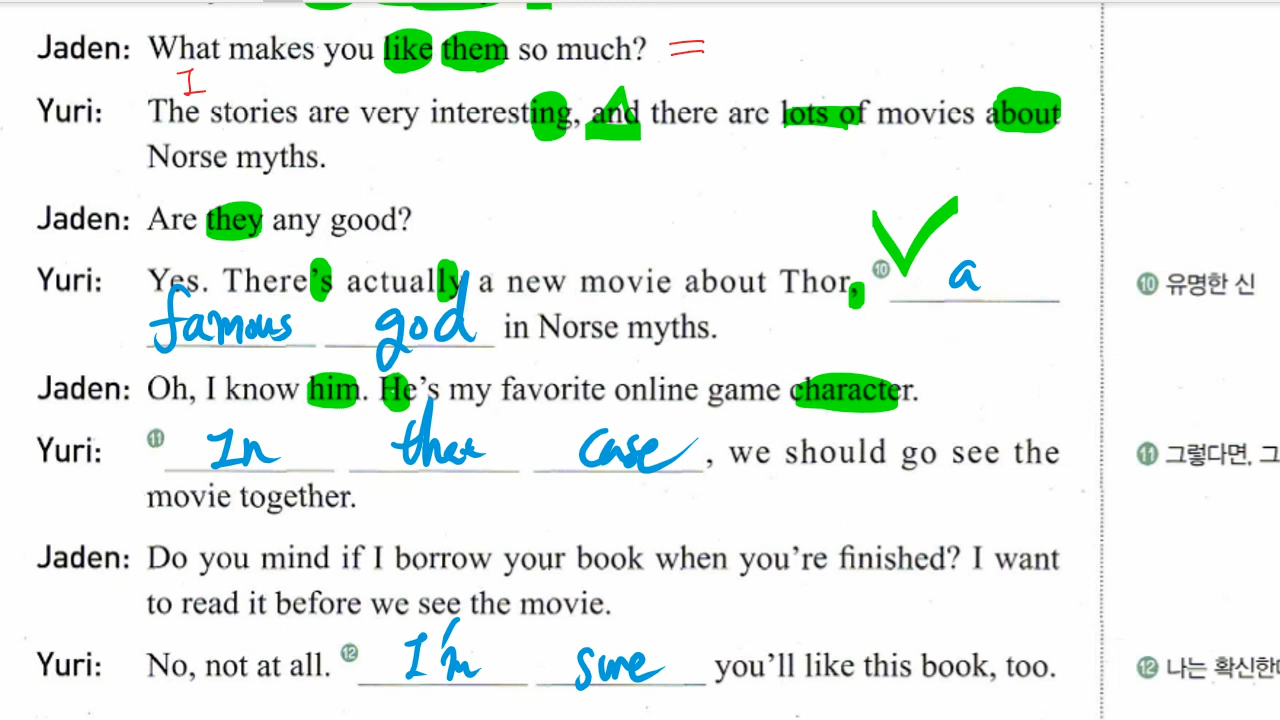 Jaden: What makes you like them so much? =
I
Yuri: The stories are very interesting, and there are lots of movies about
Norse myths.
Jaden: Are they any good?
Yuri: Yes. There's actually a new movie about Thor, ⑩ a
famous god in Norse myths.
⑩ 유명한 신
Jaden: Oh, I know him. He's my favorite online game character.
Yuri: ⑪ In that case, we should go see the
movie together.
⑪ 그렇다면, 그
Jaden: Do you mind if I borrow your book when you're finished? I want
to read it before we see the movie.
Yuri: No, not at all. ⑫ I'm sure you'll like this book, too.
⑫ 나는 확신한